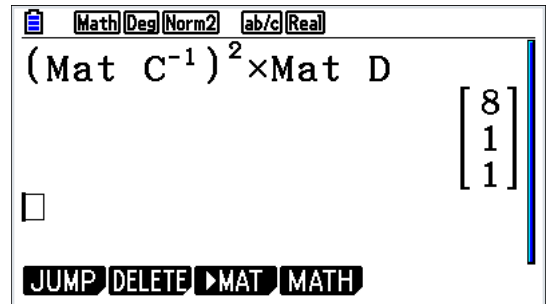 Math Deg Norm2 ab/c Real
(Mat C⁻¹)²×Mat D
8
1
1
JUMP DELETE ▶MAT MATH